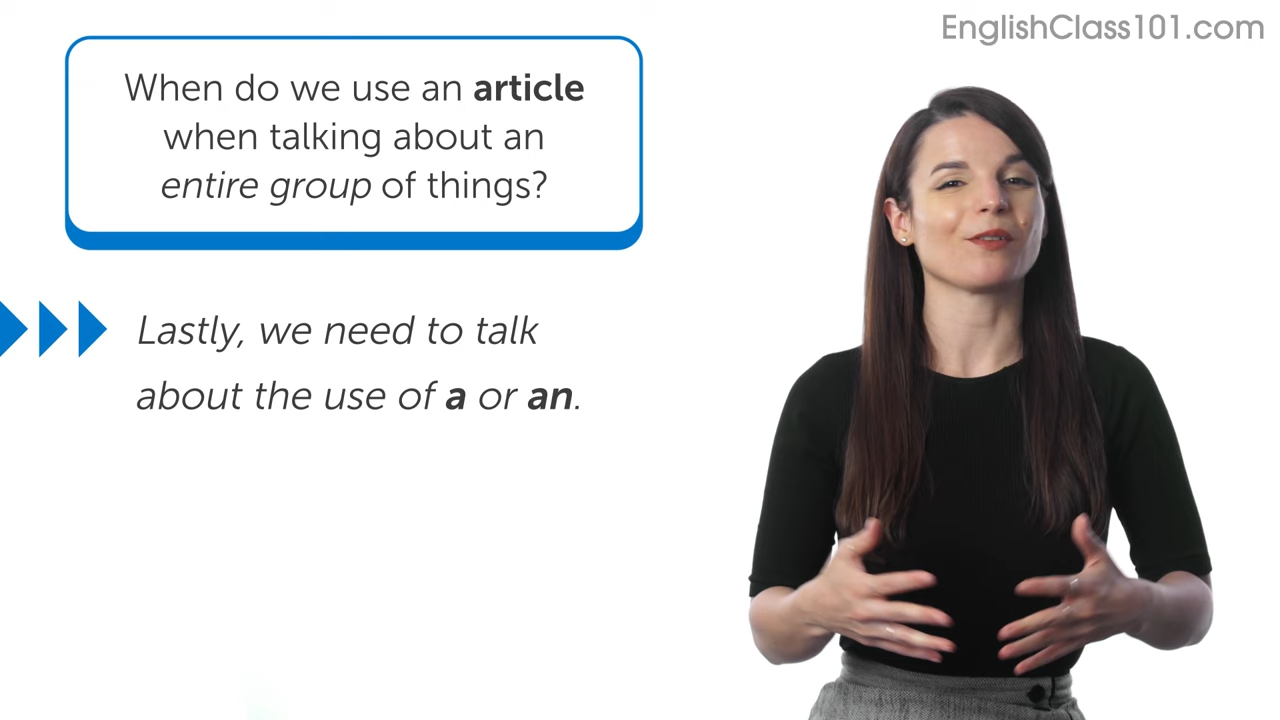 EnglishClass101.com
When do we use an article
when talking about an
entire group of things?
Lastly, we need to talk
about the use of a or an.